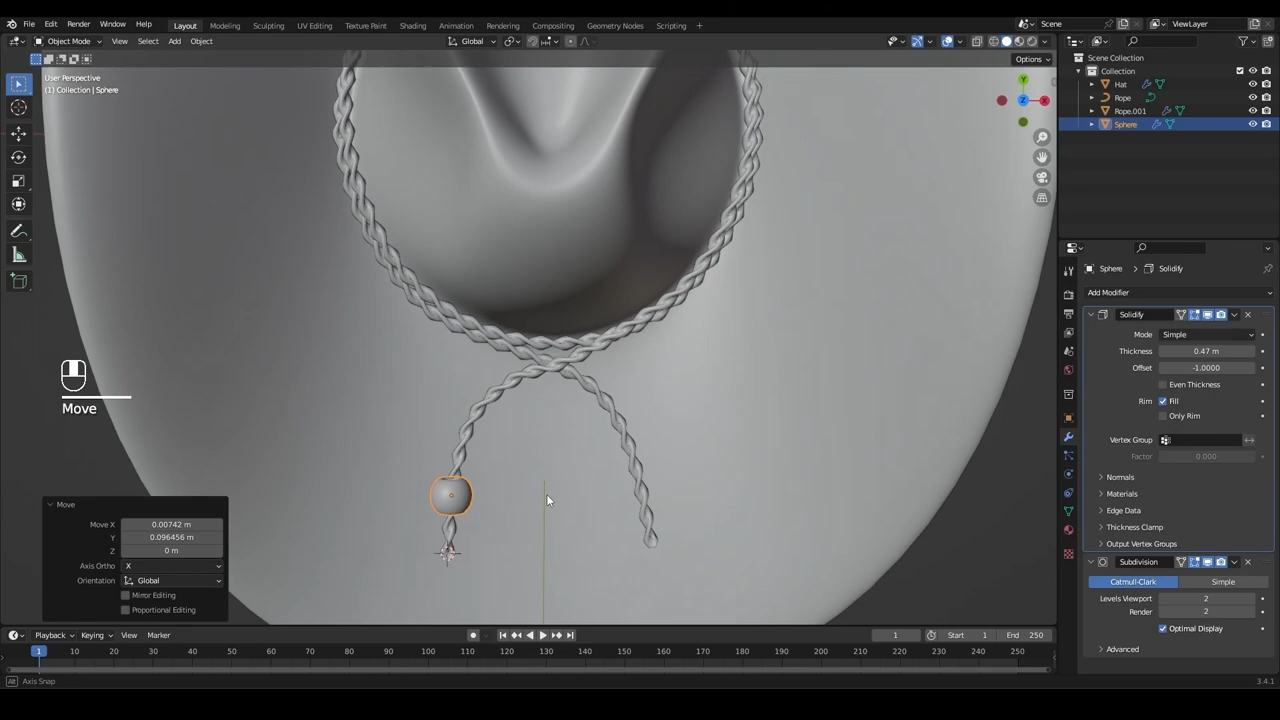 File Edit Render Window Help Layout Modeling Sculpting UV Editing Texture Paint Shading Animation Rendering Compositing Geometry Nodes Scripting + Scene ViewLayer
Object Mode View Select Add Object Global
Options
User Perspective
(1) Collection | Sphere
Y
Z
X
Scene Collection
Collection
Hat
Rope
Rope.001
Sphere
Sphere > Solidify
Add Modifier
Solidify
Mode Simple
Thickness 0.47 m
Offset -1.0000
Even Thickness
Rim Fill
Only Rim
Vertex Group
Factor 0.000
Normals
Materials
Edge Data
Thickness Clamp
Output Vertex Groups
Subdivision
Catmull-Clark Simple
Levels Viewport 2
Render 2
Optimal Display
Advanced
Move
Move
Move X 0.00742 m
Y 0.096456 m
Z 0 m
Axis Ortho X
Orientation Global
Mirror Editing
Proportional Editing
Playback Keying View Marker 1 Start 1 End 250
1 10 20 30 40 50 60 70 80 90 100 110 120 130 140 150 160 170 180 190 200 210 220 230 240 250
Alt Axis Snap 3.4.1